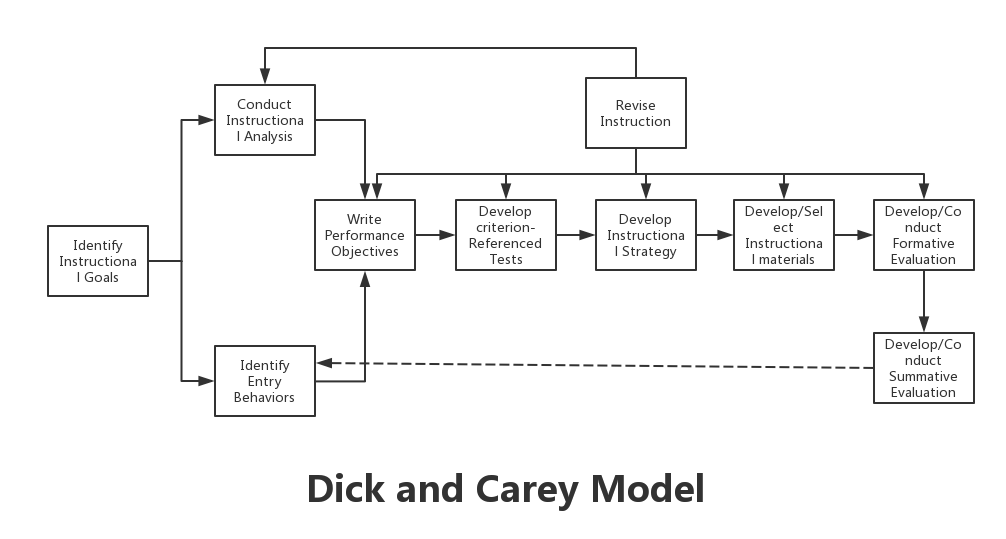 Conduct
Instructiona
l Analysis
Revise
Instruction
Identify
Instructiona
l Goals
Write
Performance
Objectives
Develop
criterion-
Referenced
Tests
Develop
Instructiona
l Strategy
Develop/Sel
ect
Instructiona
l materials
Develop/Co
nduct
Formative
Evaluation
Identify
Entry
Behaviors
Develop/Co
nduct
Summative
Evaluation
Dick and Carey Model